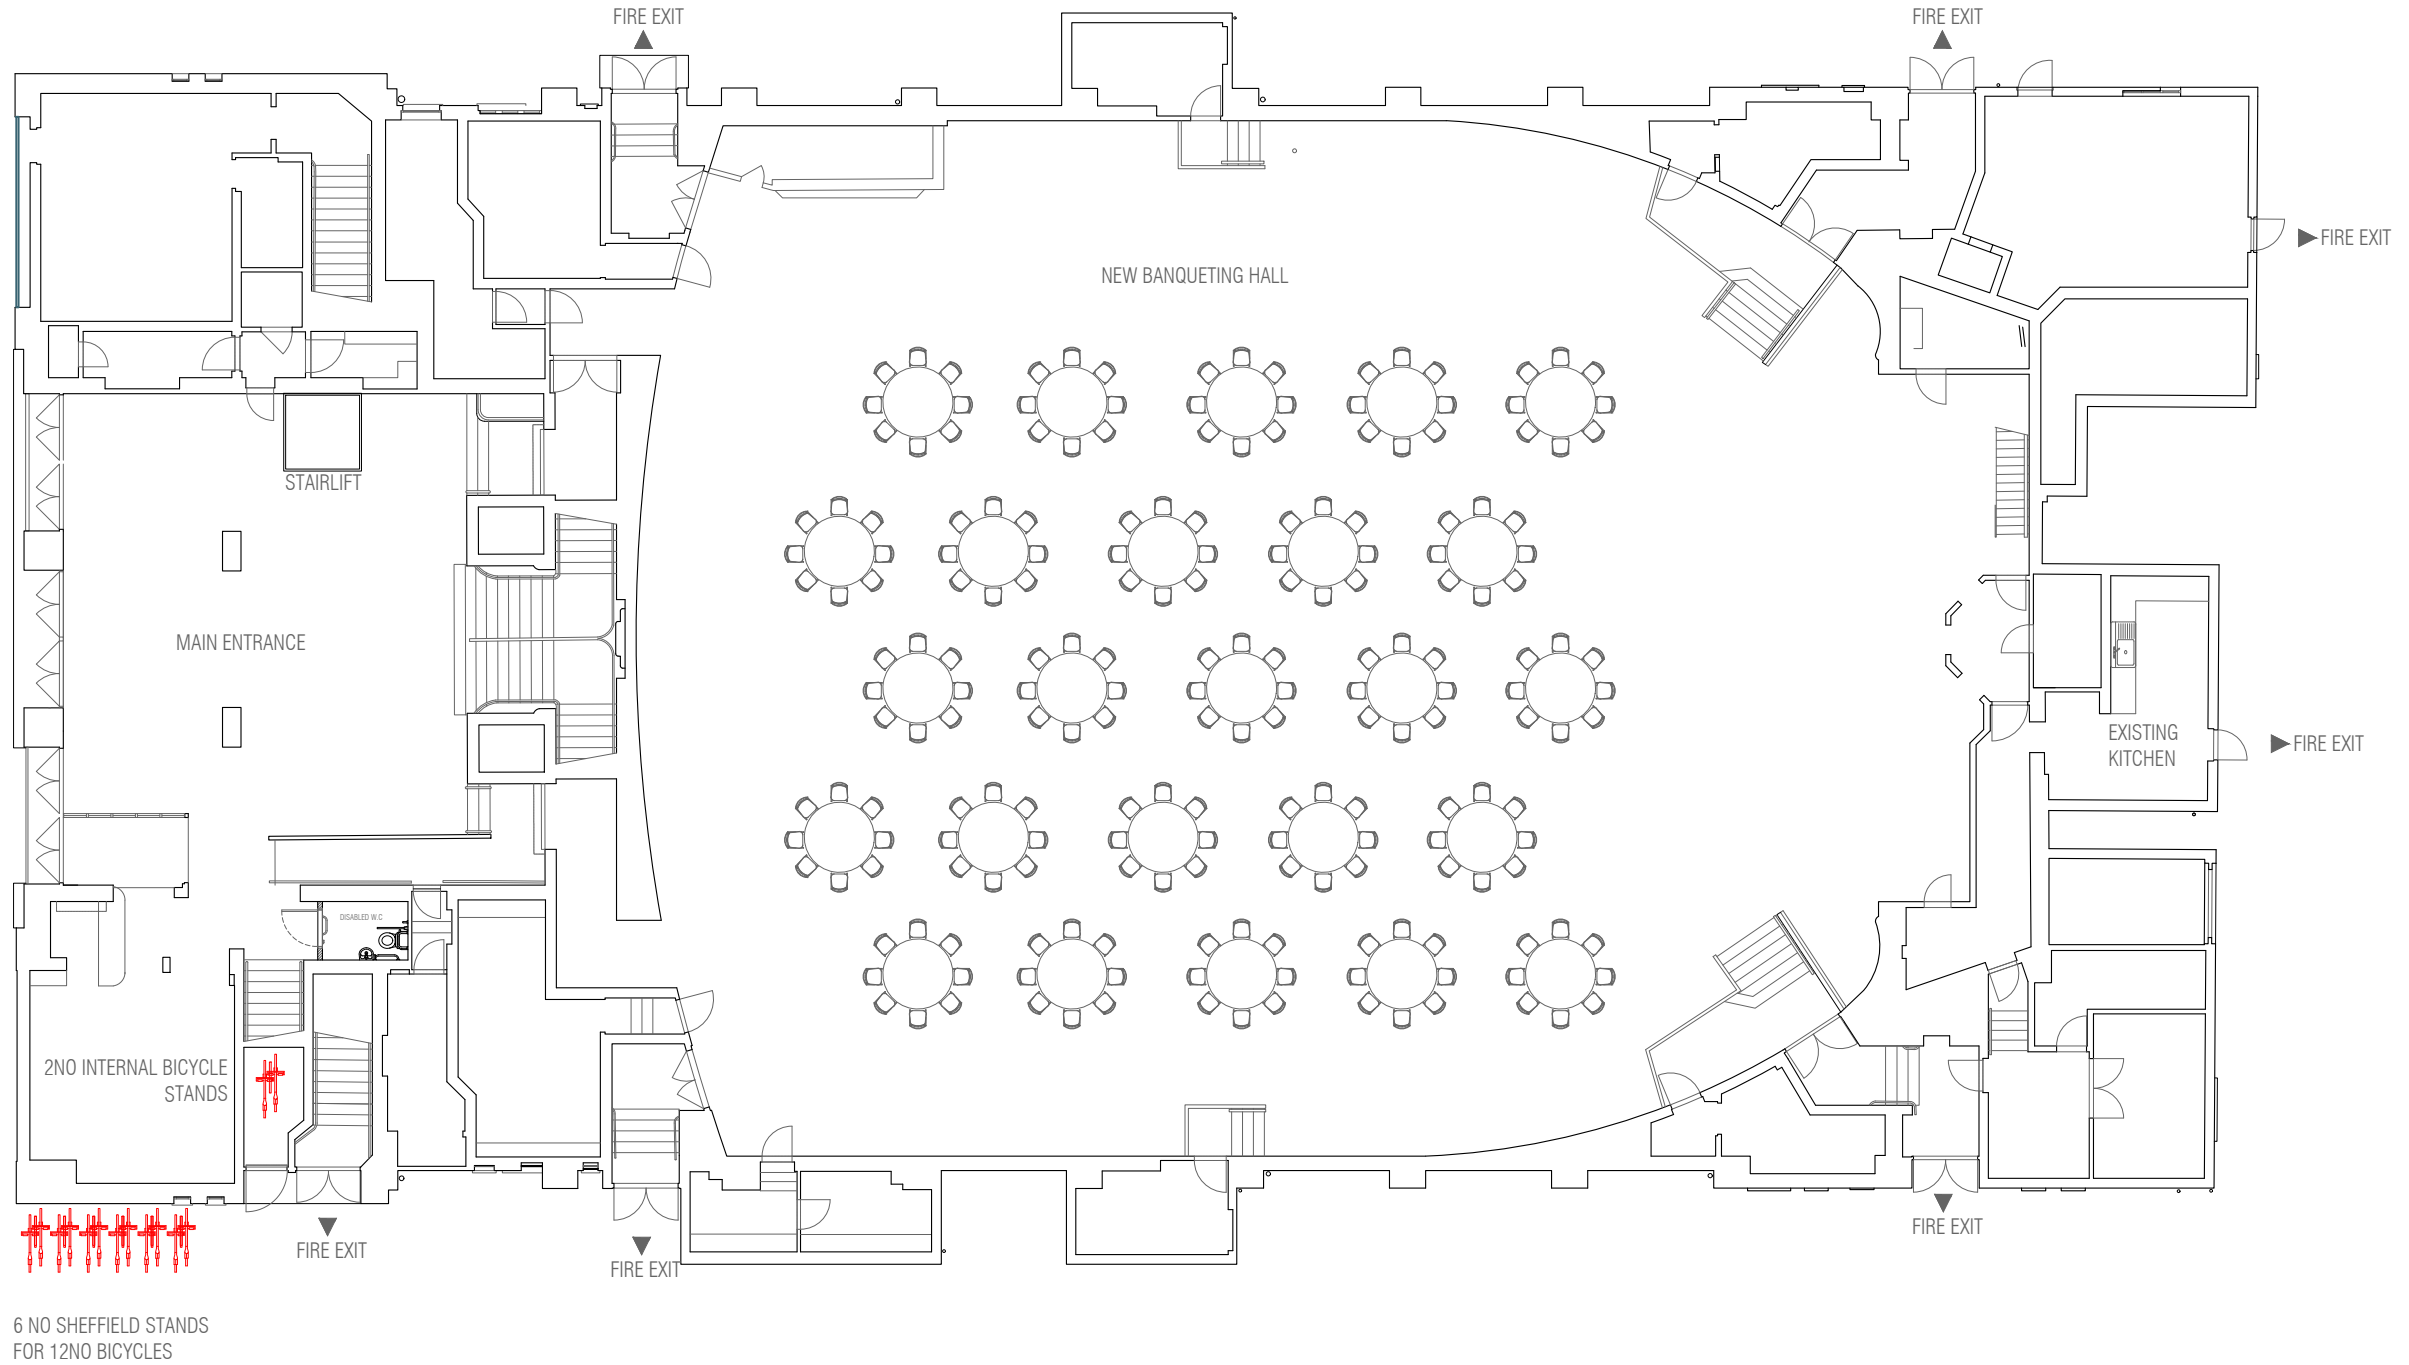 FIRE EXIT
FIRE EXIT
FIRE EXIT
NEW BANQUETING HALL
STAIRLIFT
MAIN ENTRANCE
EXISTING
KITCHEN
FIRE EXIT
DISABLED W.C
2NO INTERNAL BICYCLE
STANDS
FIRE EXIT
FIRE EXIT
FIRE EXIT
6 NO SHEFFIELD STANDS
FOR 12NO BICYCLES